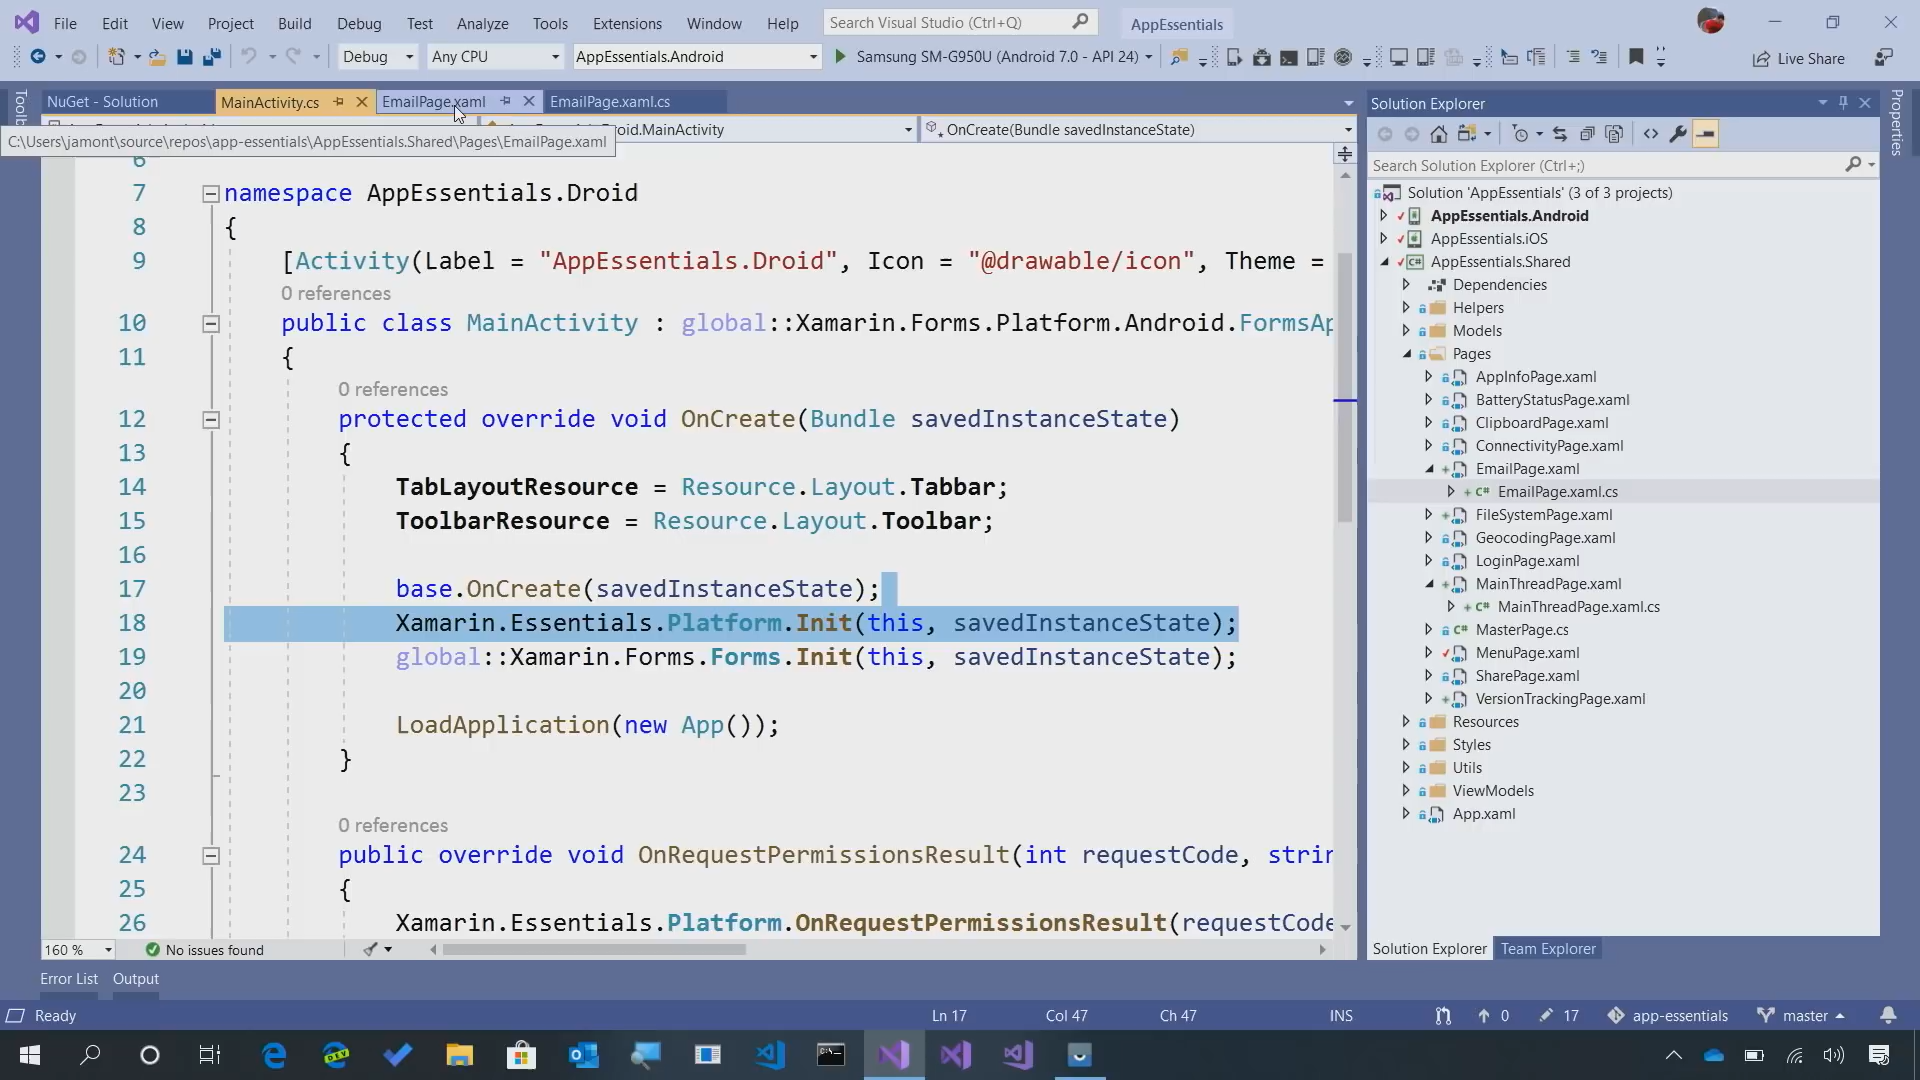 File Edit View Project Build Debug Test Analyze Tools Extensions Window Help Search Visual Studio (Ctrl+Q) AppEssentials
Debug Any CPU AppEssentials.Android Samsung SM-G950U (Android 7.0 - API 24) Live Share
NuGet - Solution MainActivity.cs EmailPage.xaml EmailPage.xaml.cs
Droid.MainActivity OnCreate(Bundle savedInstanceState)
C:\Users\jamont\source\repos\app-essentials\AppEssentials.Shared\Pages\EmailPage.xaml
6
7 namespace AppEssentials.Droid
8 {
9 [Activity(Label = "AppEssentials.Droid", Icon = "@drawable/icon", Theme =
0 references
10 public class MainActivity : global::Xamarin.Forms.Platform.Android.FormsAp
11 {
0 references
12 protected override void OnCreate(Bundle savedInstanceState)
13 {
14 TabLayoutResource = Resource.Layout.Tabbar;
15 ToolbarResource = Resource.Layout.Toolbar;
16
17 base.OnCreate(savedInstanceState);
18 Xamarin.Essentials.Platform.Init(this, savedInstanceState);
19 global::Xamarin.Forms.Forms.Init(this, savedInstanceState);
20
21 LoadApplication(new App());
22 }
23
0 references
24 public override void OnRequestPermissionsResult(int requestCode, strin
25 {
26 Xamarin.Essentials.Platform.OnRequestPermissionsResult(requestCode
160 % No issues found
Error List Output
Solution Explorer
Search Solution Explorer (Ctrl+;)
Solution 'AppEssentials' (3 of 3 projects)
AppEssentials.Android
AppEssentials.iOS
AppEssentials.Shared
Dependencies
Helpers
Models
Pages
AppInfoPage.xaml
BatteryStatusPage.xaml
ClipboardPage.xaml
ConnectivityPage.xaml
EmailPage.xaml
C# EmailPage.xaml.cs
FileSystemPage.xaml
GeocodingPage.xaml
LoginPage.xaml
MainThreadPage.xaml
C# MainThreadPage.xaml.cs
C# MasterPage.cs
MenuPage.xaml
SharePage.xaml
VersionTrackingPage.xaml
Resources
Styles
Utils
ViewModels
App.xaml
Solution Explorer Team Explorer
Properties
Ready Ln 17 Col 47 Ch 47 INS 0 17 app-essentials master